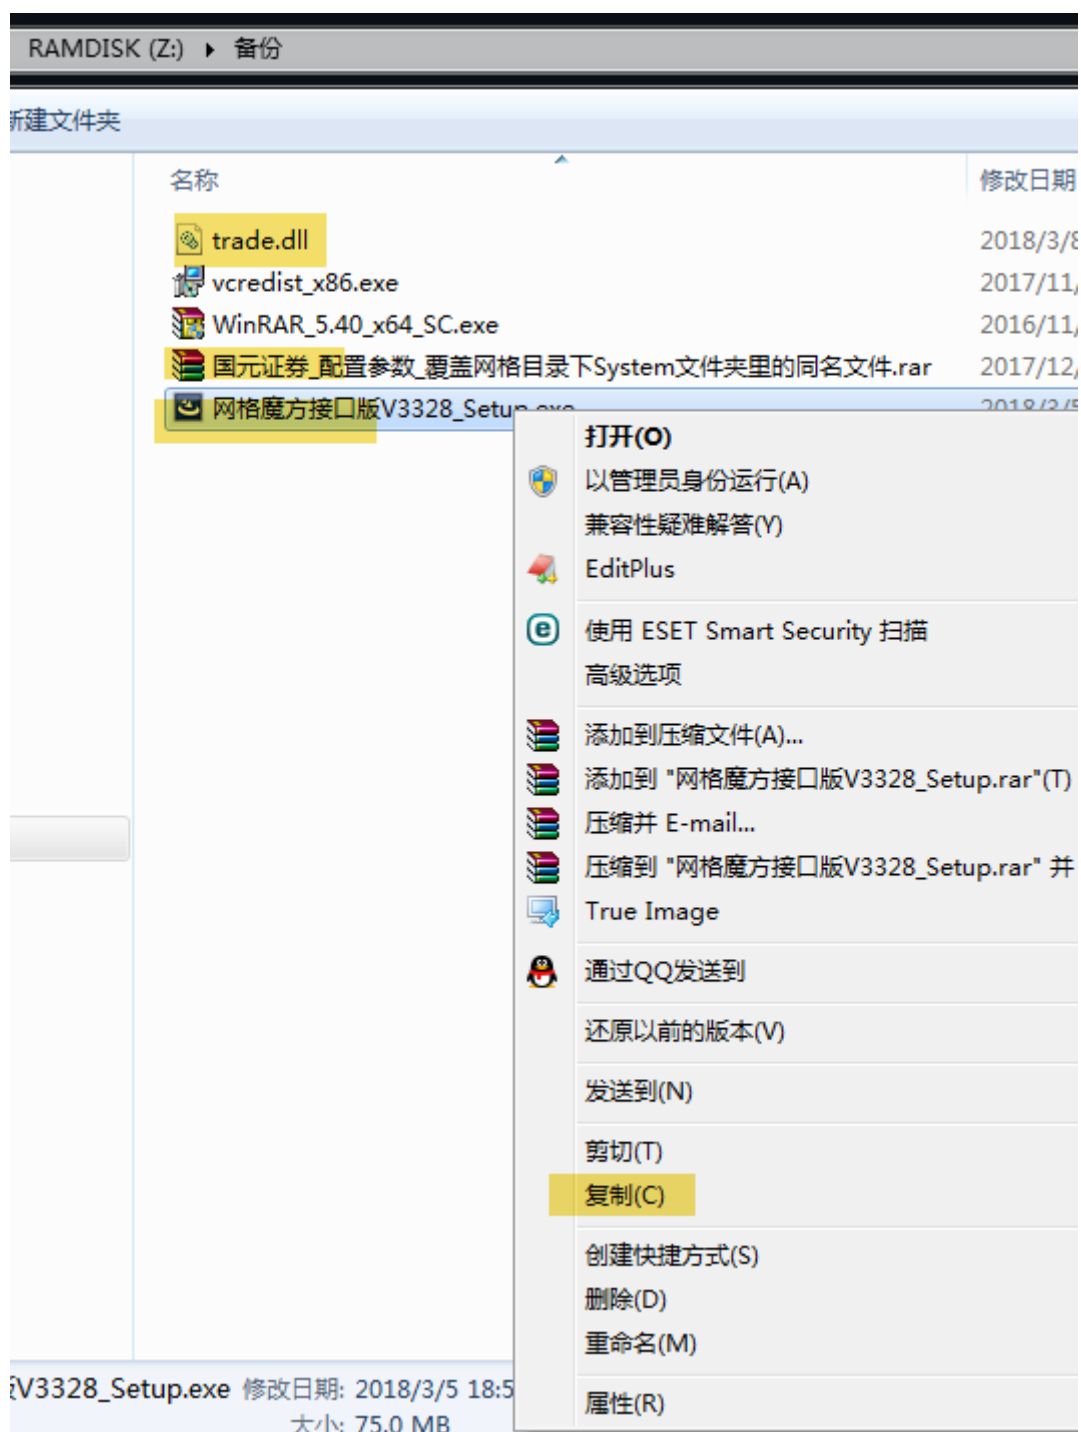 RAMDISK (Z:) 备份
新建文件夹
名称 修改日期
trade.dll 2018/3/8
vcredist_x86.exe 2017/11/
WinRAR_5.40_x64_SC.exe 2016/11/
国元证券_配置参数_覆盖网格目录下System文件夹里的同名文件.rar 2017/12/
网格魔方接口版V3328_Setup.exe 2018/3/5
打开(O)
以管理员身份运行(A)
兼容性疑难解答(Y)
EditPlus
使用 ESET Smart Security 扫描
高级选项
添加到压缩文件(A)...
添加到 "网格魔方接口版V3328_Setup.rar"(T)
压缩并 E-mail...
压缩到 "网格魔方接口版V3328_Setup.rar" 并
True Image
通过QQ发送到
还原以前的版本(V)
发送到(N)
剪切(T)
复制(C)
创建快捷方式(S)
删除(D)
重命名(M)
属性(R)
V3328_Setup.exe 修改日期: 2018/3/5 18:5
大小: 75.0 MB